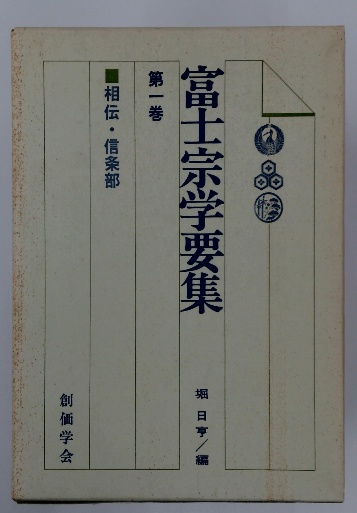 富士宗学要集
第一巻
■相伝・信条部
堀日亨／編
創価学会